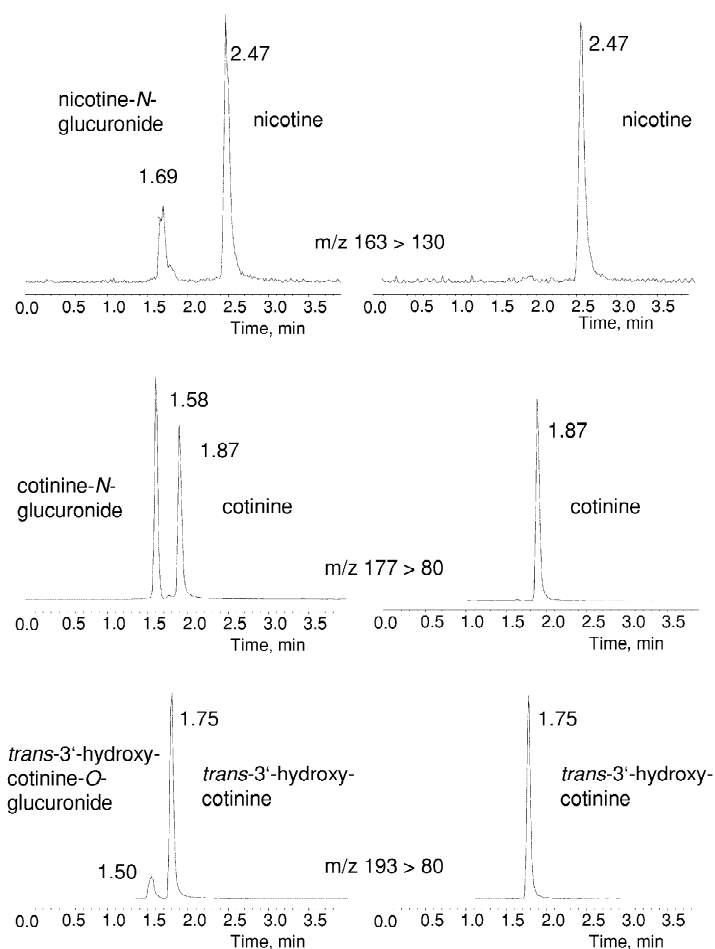 2.47
nicotine-N-
glucuronide
nicotine
1.69
2.47
nicotine
m/z 163 > 130
0.0 0.5 1.0 1.5 2.0 2.5 3.0 3.5
Time, min
0.0 0.5 1.0 1.5 2.0 2.5 3.0 3.5
Time, min
1.58
1.87
cotinine-N-
glucuronide
cotinine
1.87
cotinine
m/z 177 > 80
0.0 0.5 1.0 1.5 2.0 2.5 3.0 3.5
Time, min
0.0 0.5 1.0 1.5 2.0 2.5 3.0 3.5
Time, min
1.75
trans-3‘-hydroxy-
cotinine-O-
glucuronide
trans-3‘-hydroxy-
cotinine
1.50
1.75
trans-3‘-hydroxy-
cotinine
m/z 193 > 80
0.0 0.5 1.0 1.5 2.0 2.5 3.0 3.5
Time, min
0.0 0.5 1.0 1.5 2.0 2.5 3.0 3.5
Time, min